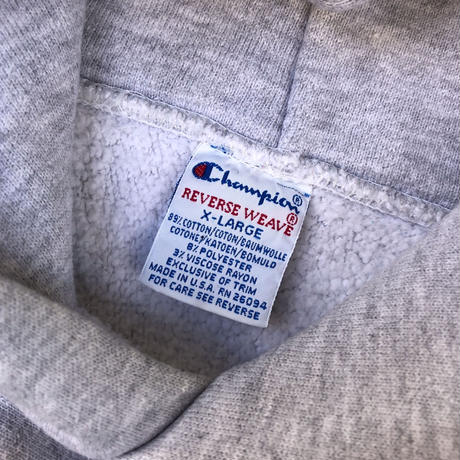 Champion®
REVERSE WEAVE®
X-LARGE
89% COTTON/COTON/BAUMWOLLE
COTONE/KATOEN/BOMULD
8% POLYESTER
3% VISCOSE RAYON
EXCLUSIVE OF TRIM
MADE IN U.S.A. RN 26094
FOR CARE SEE REVERSE